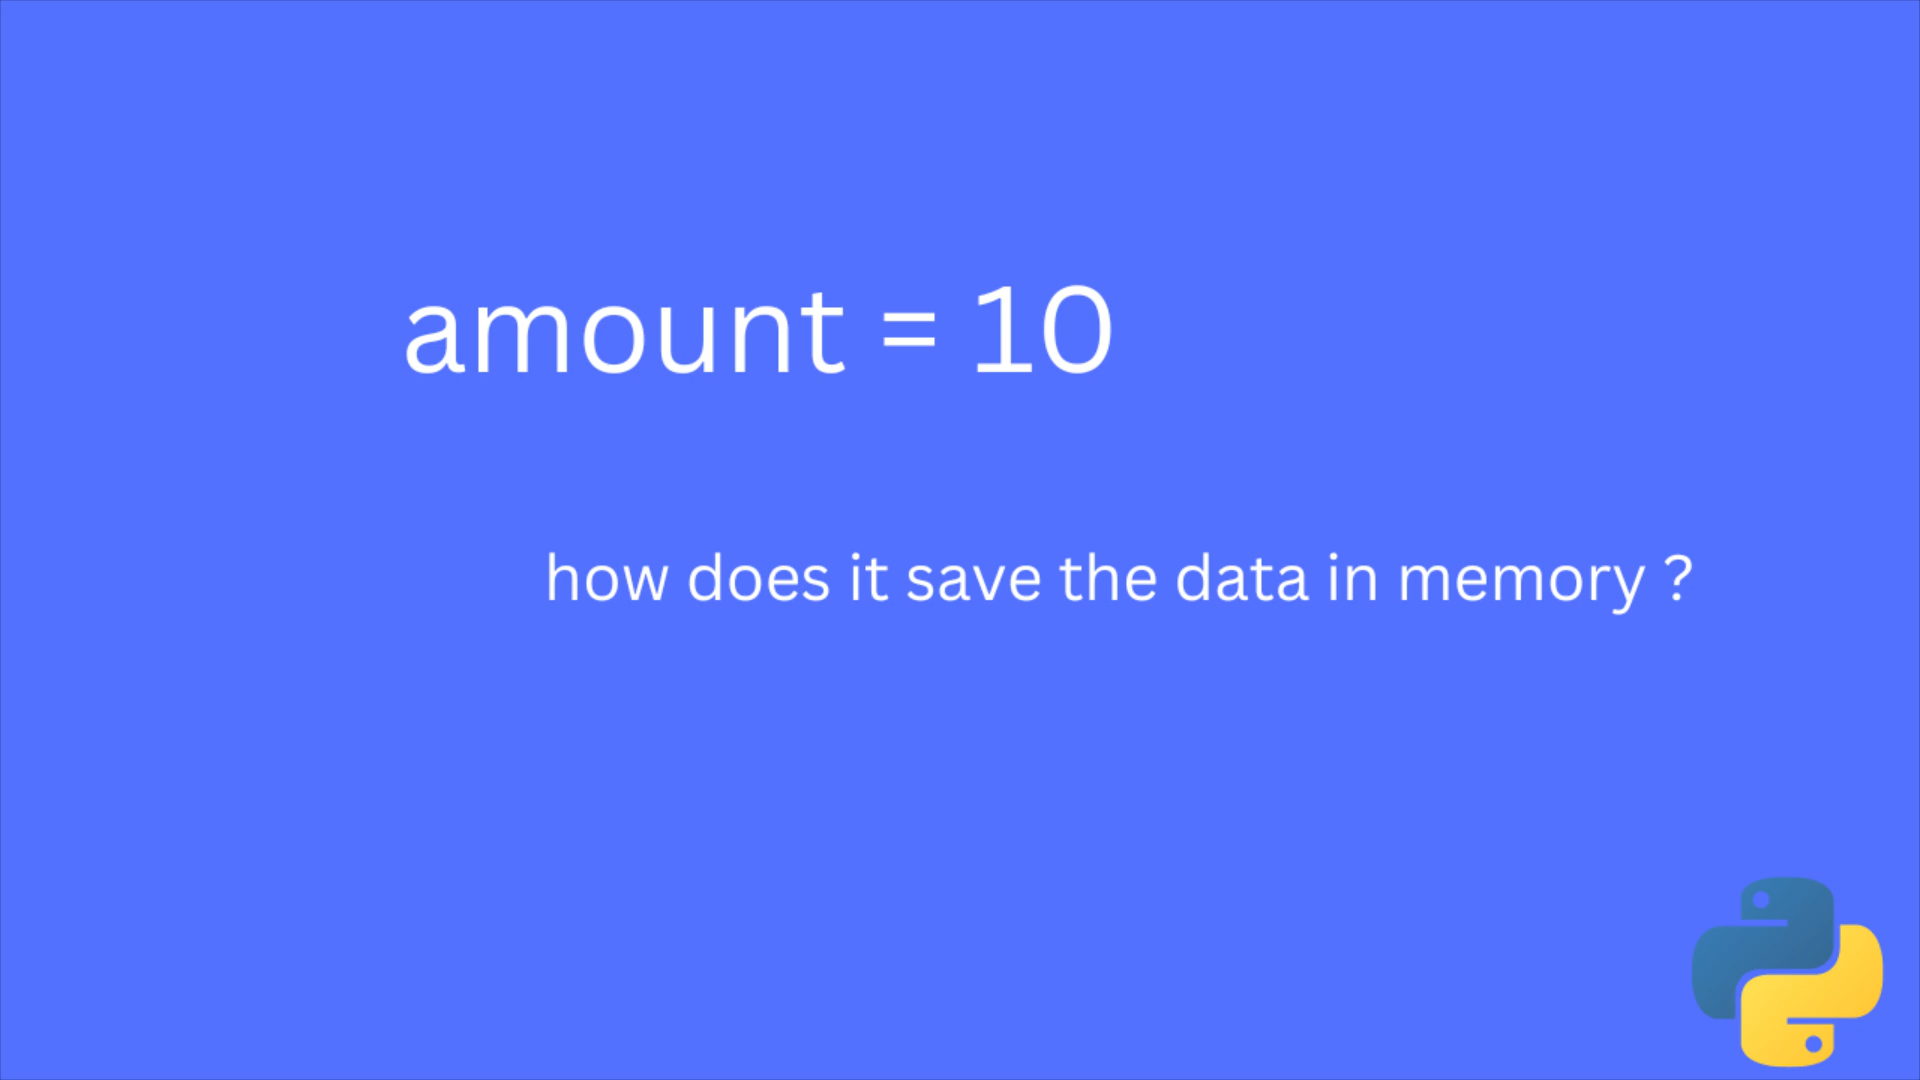 amount = 10
how does it save the data in memory ?